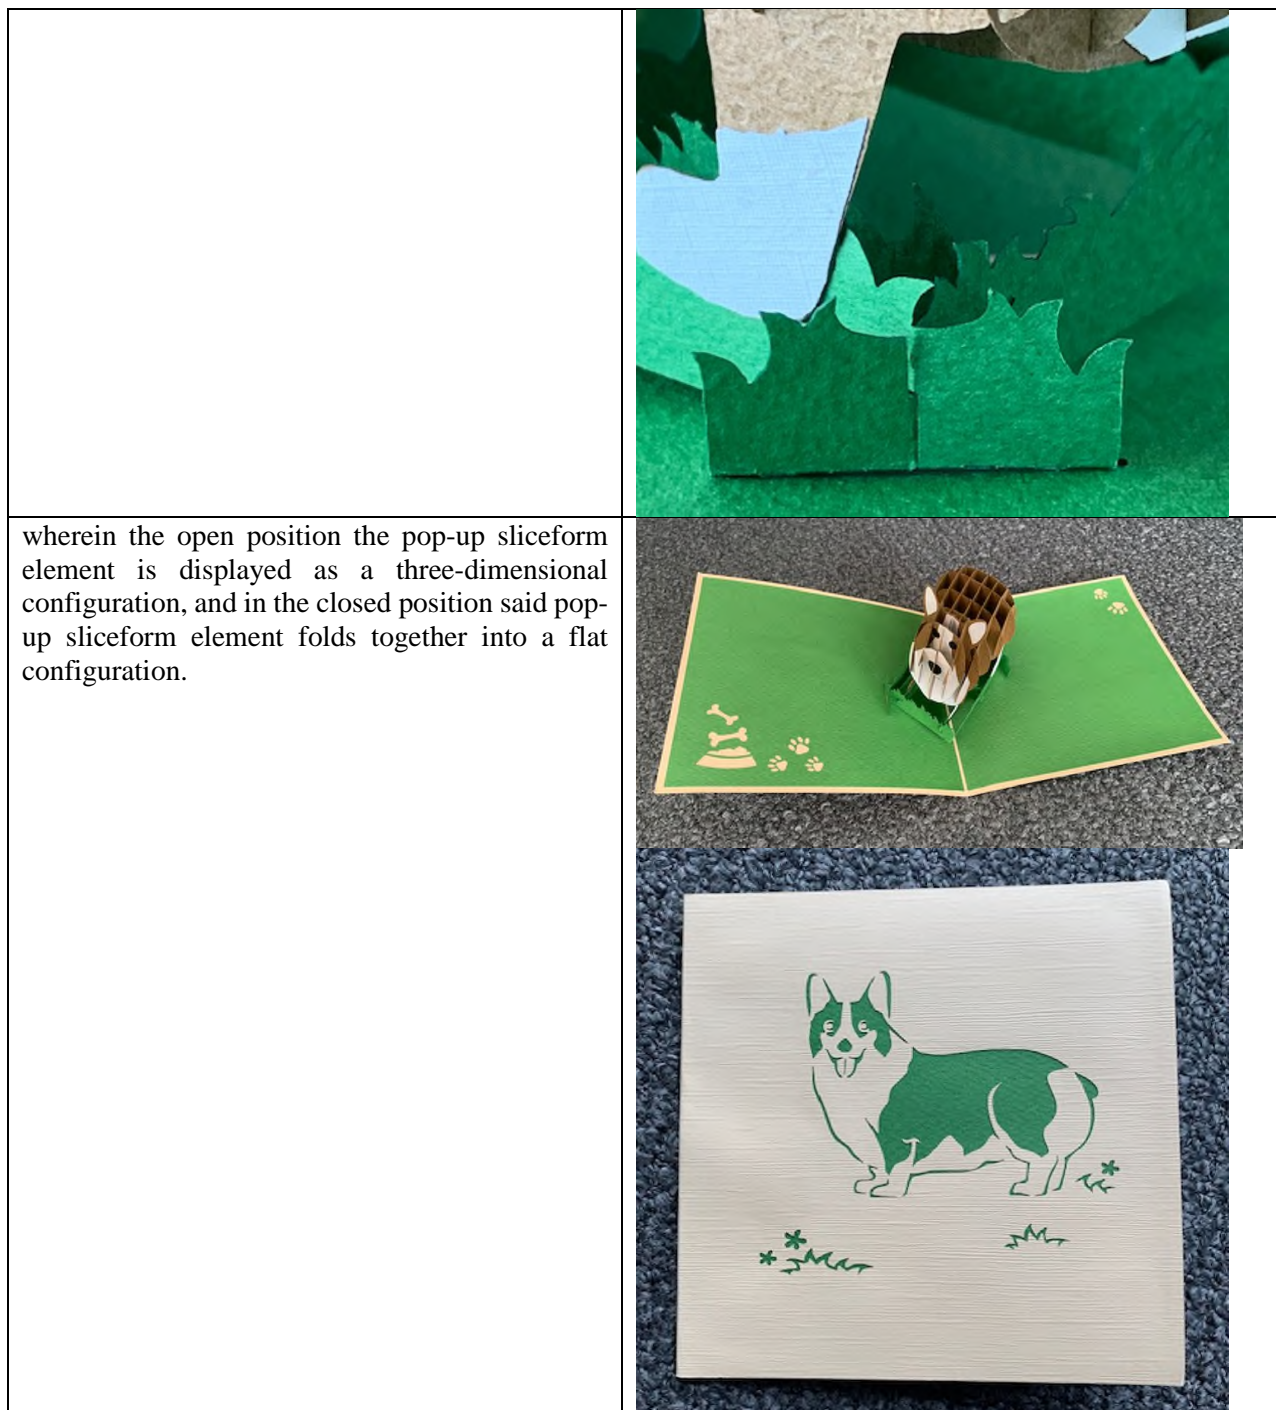 wherein the open position the pop-up sliceform
element is displayed as a three-dimensional
configuration, and in the closed position said pop-
up sliceform element folds together into a flat
configuration.